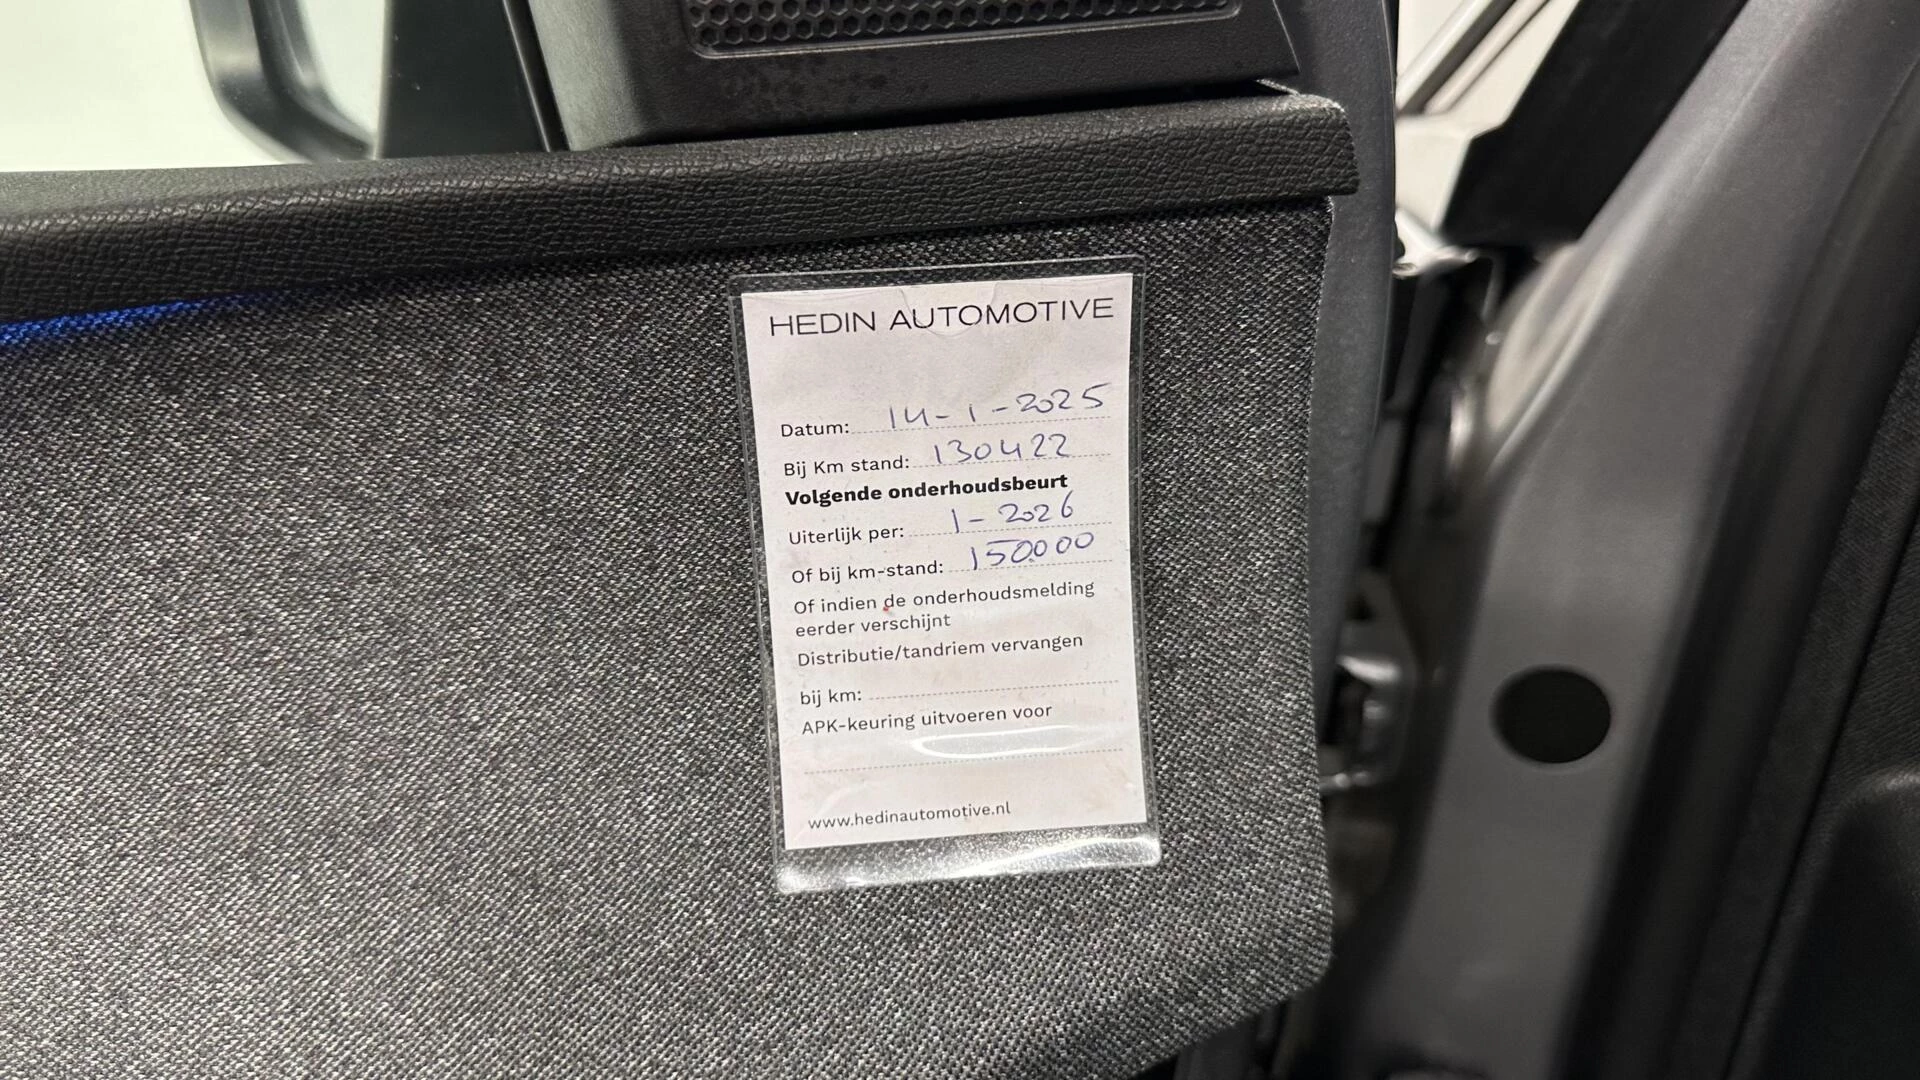 HEDIN AUTOMOTIVE
Datum: 14-1-2025
Bij Km stand: 130422
Volgende onderhoudsbeurt
Uiterlijk per: 1-2026
Of bij km-stand: 150.000
Of indien de onderhoudsmelding
eerder verschijnt
Distributie/tandriem vervangen
bij km:
APK-keuring uitvoeren voor
www.hedinautomotive.nl